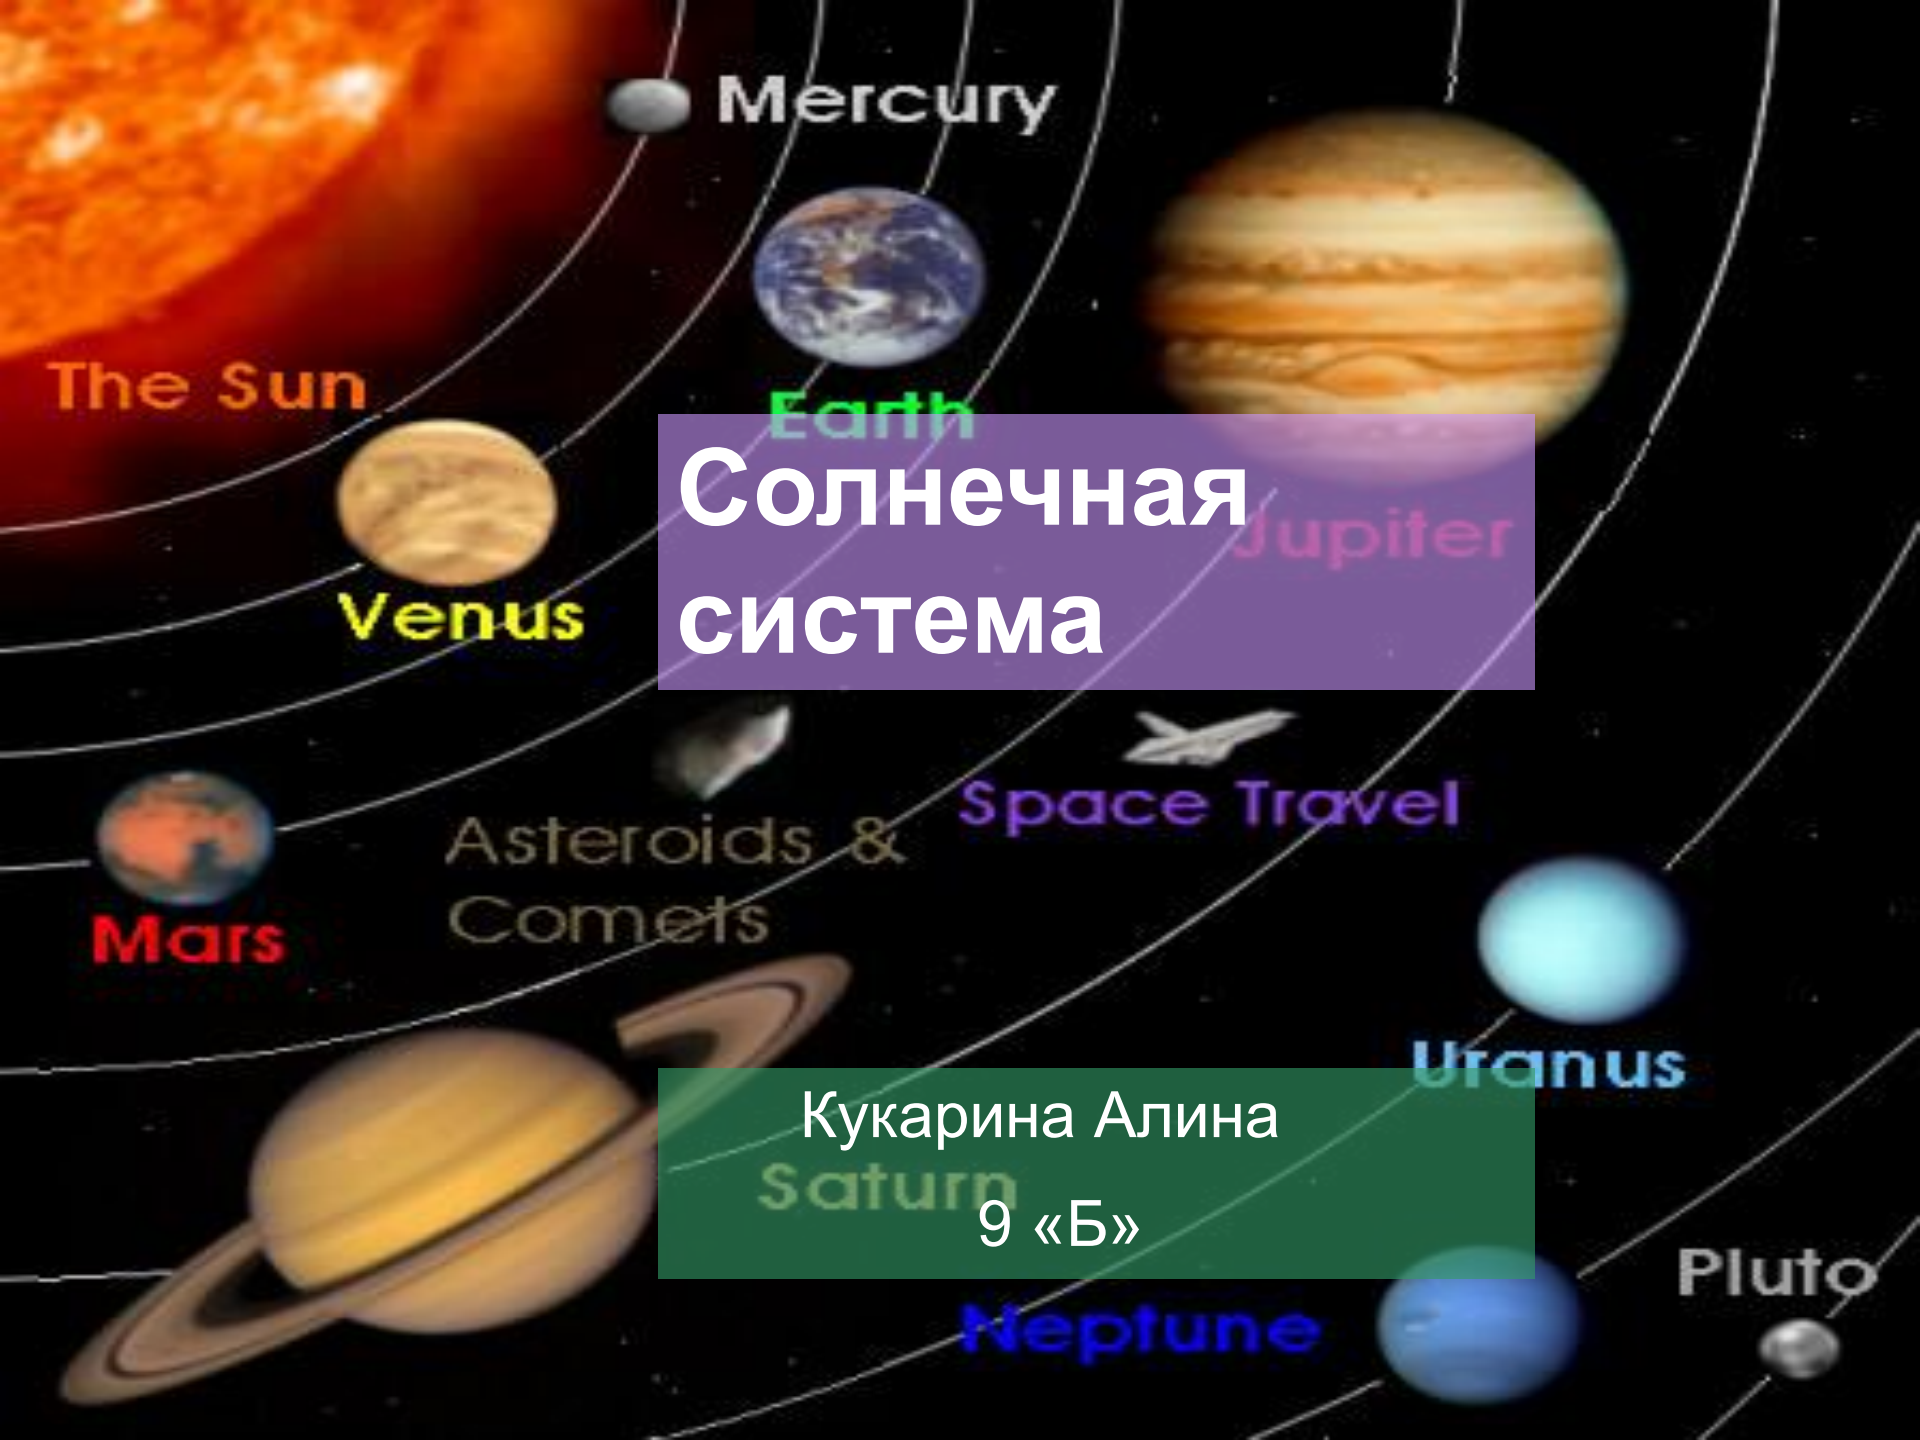 Mercury
The Sun
Earth
Солнечная
система
Jupiter
Venus
Space Travel
Asteroids &
Comets
Mars
Uranus
Кукарина Алина
Saturn
9 «Б»
Pluto
Neptune